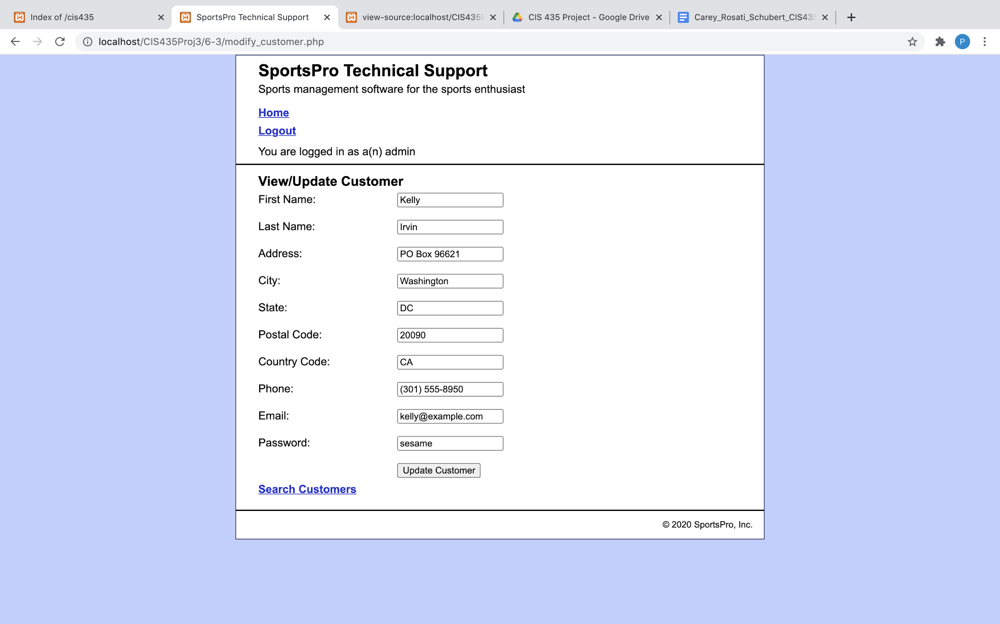 Index of /cis435
SportsPro Technical Support
view-source:localhost/CIS435P
CIS 435 Project - Google Drive
Carey_Rosati_Schubert_CIS435
localhost/CIS435Proj3/6-3/modify_customer.php
P
SportsPro Technical Support
Sports management software for the sports enthusiast
Home
Logout
You are logged in as a(n) admin
View/Update Customer
First Name: Kelly
Last Name: Irvin
Address: PO Box 96621
City: Washington
State: DC
Postal Code: 20090
Country Code: CA
Phone: (301) 555-8950
Email: kelly@example.com
Password: sesame
Update Customer
Search Customers
© 2020 SportsPro, Inc.